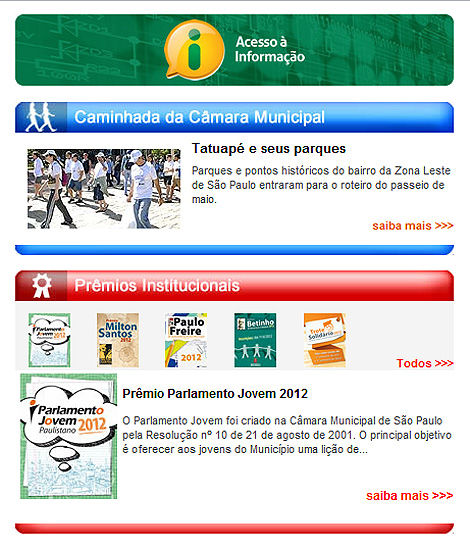 Acesso à
Informação
Caminhada da Câmara Municipal
Tatuapé e seus parques
Parques e pontos históricos do bairro da Zona Leste
de São Paulo entraram para o roteiro do passeio de
maio.
saiba mais >>>
Prêmios Institucionais
Parlamento
Jovem
2012
Prêmio
Milton
Santos
2012
Paulo
Freire
2012
Betinho
Trote
Solidário
Todos >>>
Parlamento
Jovem 2012
Paulistano
Prêmio Parlamento Jovem 2012
O Parlamento Jovem foi criado na Câmara Municipal de São Paulo
pela Resolução nº 10 de 21 de agosto de 2001. O principal objetivo
é oferecer aos jovens do Município uma lição de...
saiba mais >>>